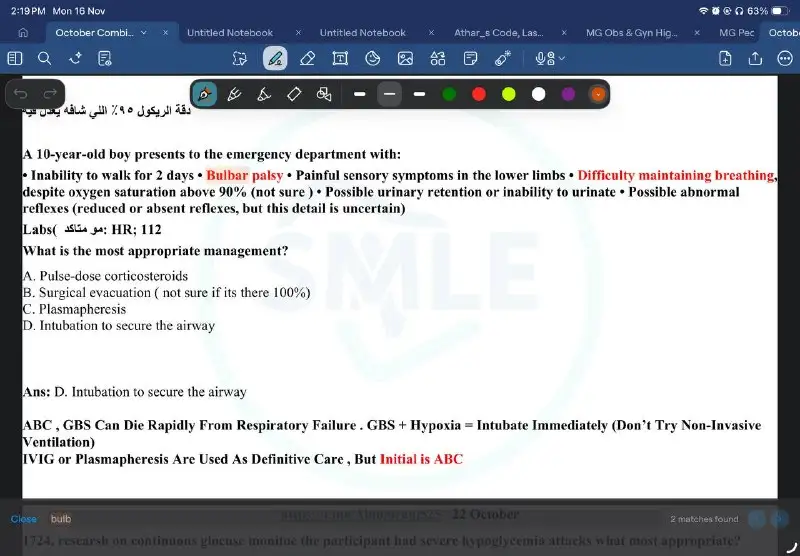 2:19 PM Mon 16 Nov
63%
October Combi...
Untitled Notebook
Untitled Notebook
Athar_s Code, Las...
MG Obs & Gyn Hig...
MG Pec
Octob
دقة الريكول ٩٥٪ اللي شافه يعدل فيه
A 10-year-old boy presents to the emergency department with:
• Inability to walk for 2 days • Bulbar palsy • Painful sensory symptoms in the lower limbs • Difficulty maintaining breathing,
despite oxygen saturation above 90% (not sure ) • Possible urinary retention or inability to urinate • Possible abnormal
reflexes (reduced or absent reflexes, but this detail is uncertain)
Labs( مو متاكد: HR; 112
What is the most appropriate management?
A. Pulse-dose corticosteroids
B. Surgical evacuation ( not sure if its there 100%)
C. Plasmapheresis
D. Intubation to secure the airway
SMLE
Ans: D. Intubation to secure the airway
ABC , GBS Can Die Rapidly From Respiratory Failure . GBS + Hypoxia = Intubate Immediately (Don't Try Non-Invasive
Ventilation)
IVIG or Plasmapheresis Are Used As Definitive Care , But Initial is ABC
22 October
Close
bulb
2 matches found
1724, research on continuous glucose monitor the participant had severe hypoglycemia attacks what most appropriate?